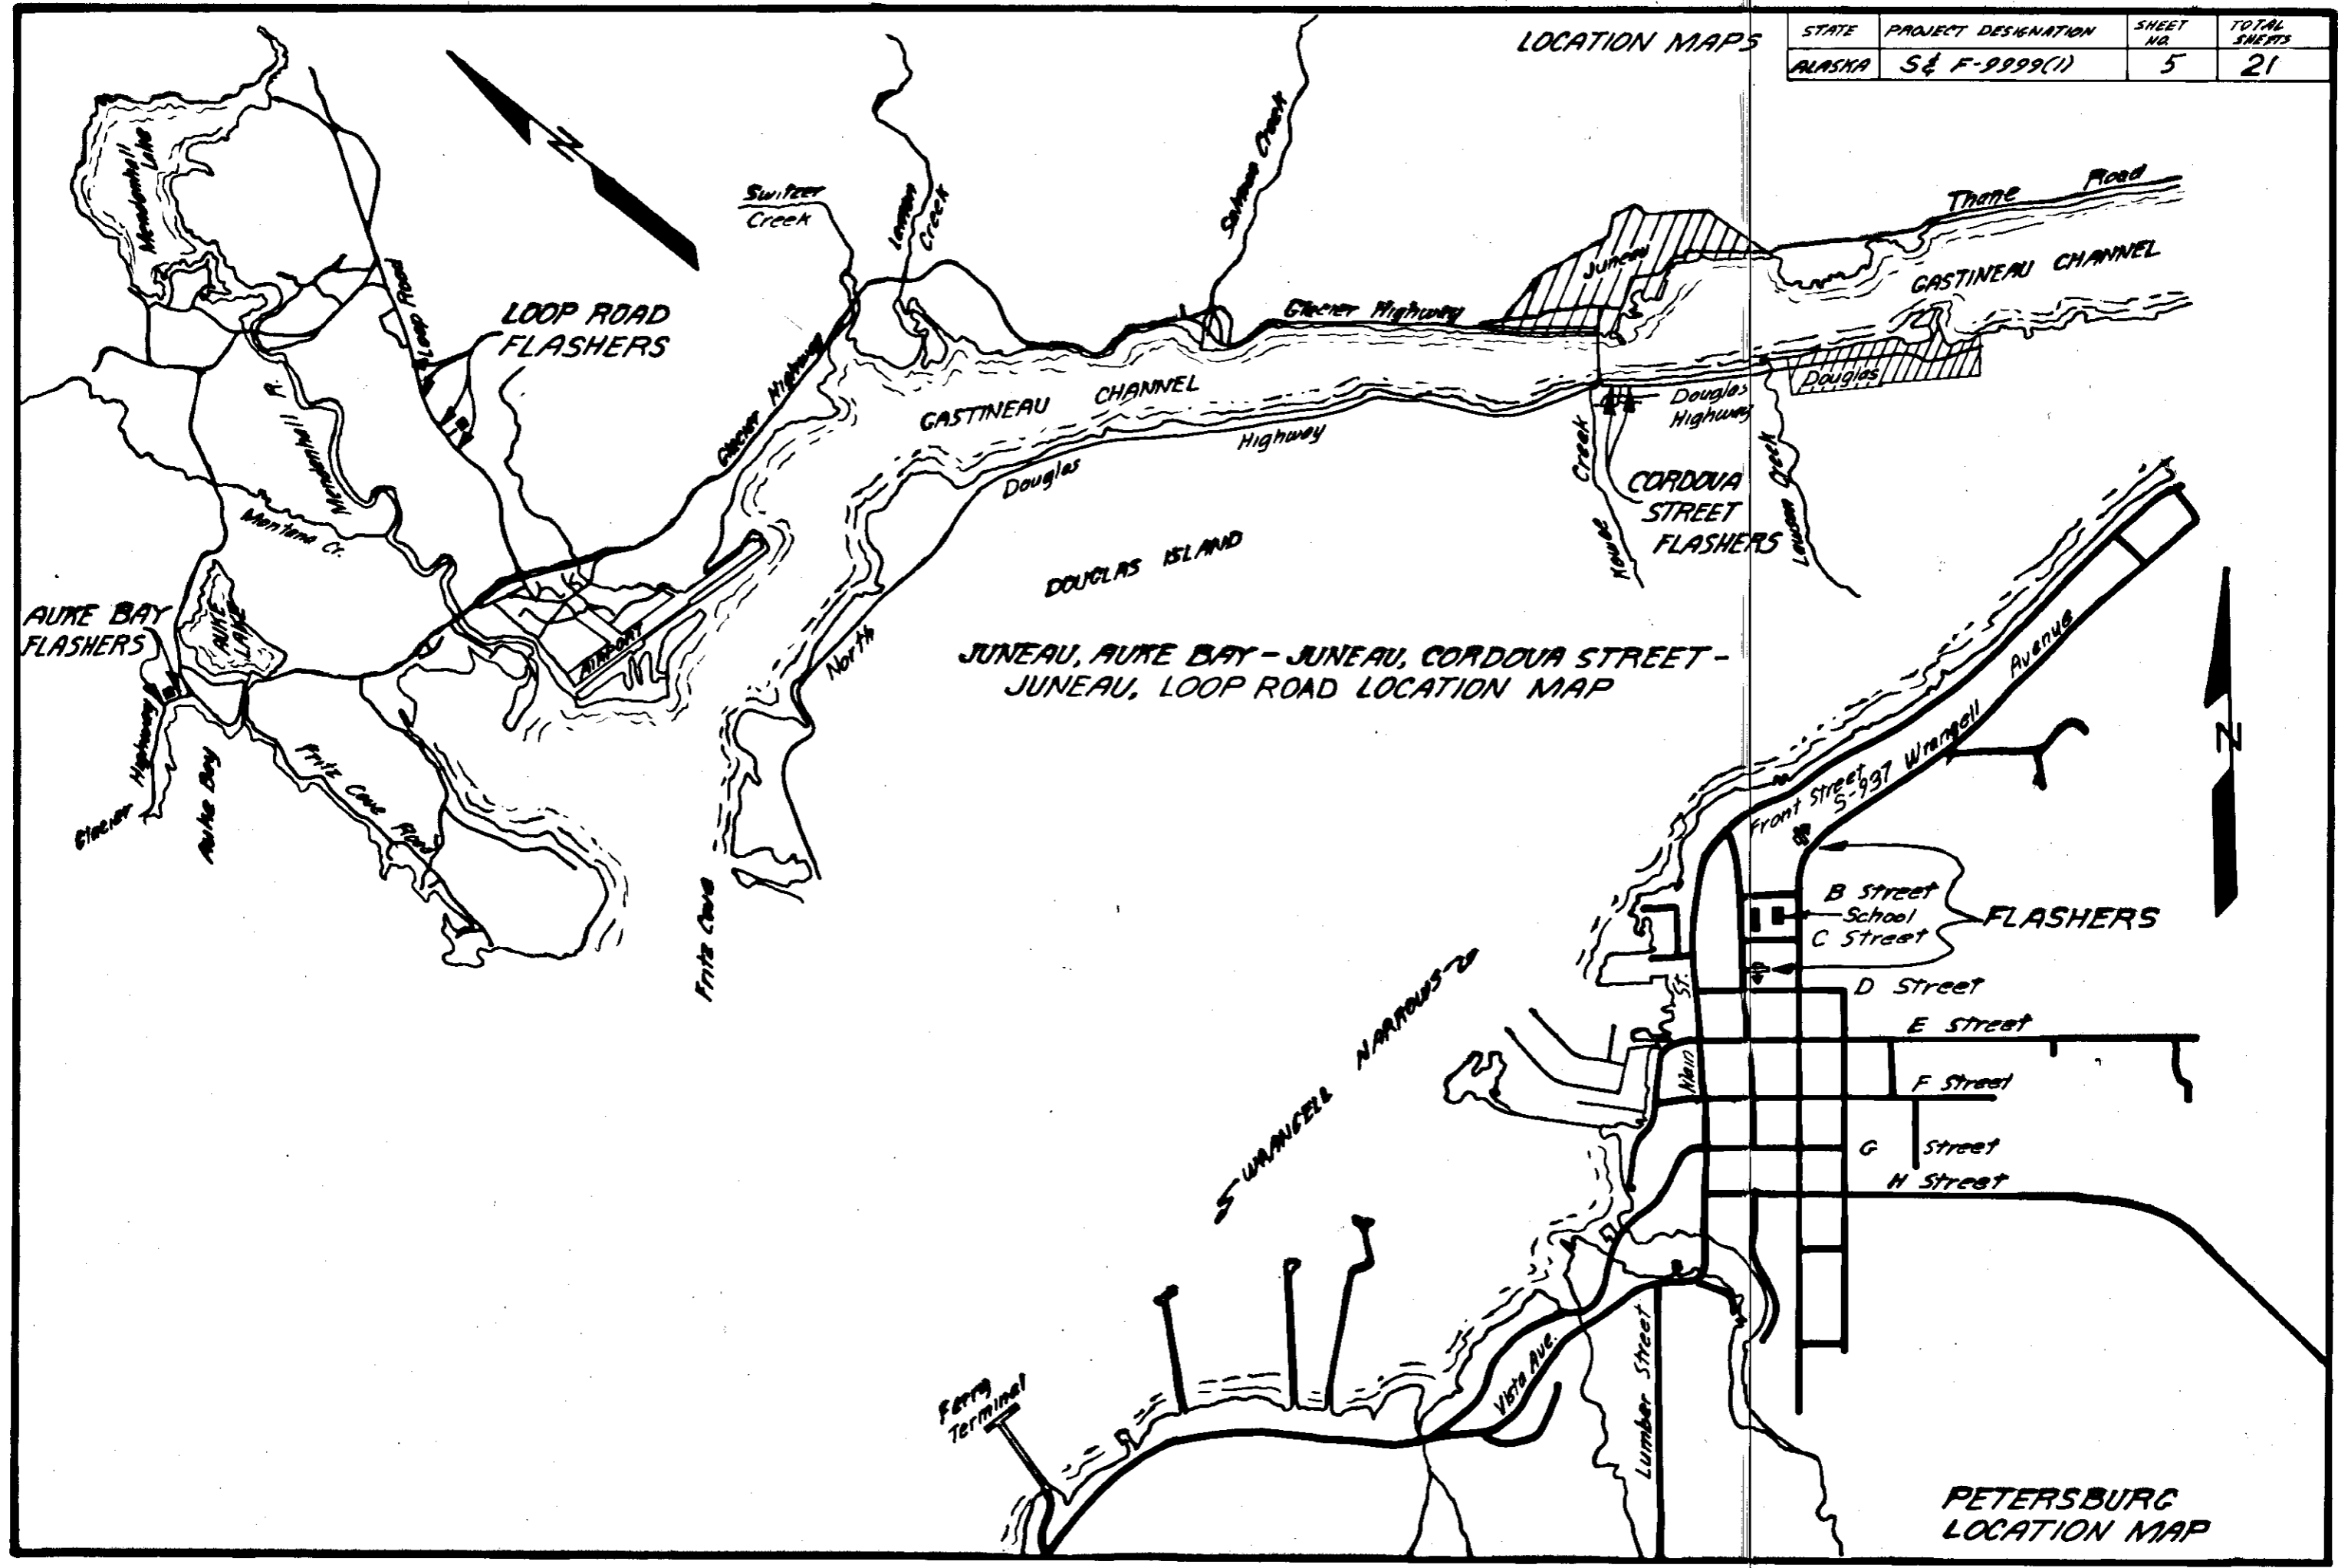 LOCATION MAPS
STATE PROJECT DESIGNATION SHEET NO. TOTAL SHEETS
ALASKA S & F-9999(1) 5 21
Mendenhall
Lake
N
Switzer
Creek
Lemon
Creek
Salmon Creek
Juneau
Thane Road
GASTINEAU CHANNEL
Loop Road
LOOP ROAD
FLASHERS
Glacier Highway
Glacier Highway
GASTINEAU CHANNEL
Douglas
Douglas
Highway
Mendenhall R.
Montana Cr.
North Douglas Highway
Kowe Creek
CORDOVA
STREET
FLASHERS
Lawson Creek
DOUGLAS ISLAND
AUKE BAY
FLASHERS
AUKE
LAKE
AIRPORT
JUNEAU, AUKE BAY - JUNEAU, CORDOVA STREET -
JUNEAU, LOOP ROAD LOCATION MAP
Glacier Highway
Auke Bay
Fritz Cove Road
Fritz Cove
N
Front Street
S-937 Wrangell Avenue
B Street
School
C Street
FLASHERS
D Street
E Street
F Street
G Street
H Street
Main St.
WRANGELL NARROWS
Ferry
Terminal
Vista Ave.
Lumber Street
PETERSBURG
LOCATION MAP